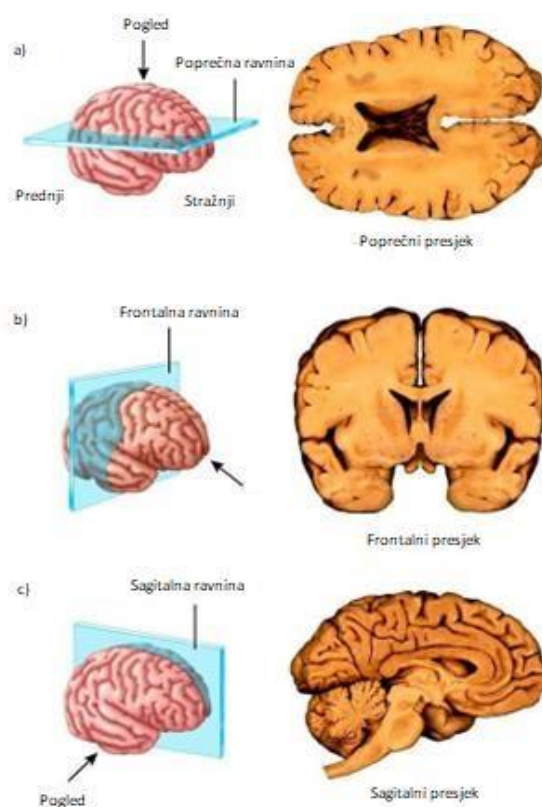 Pogled
a)
Poprečna ravnina
Prednji
Stražnji
Poprečni presjek
b)
Frontalna ravnina
Frontalni presjek
c)
Sagitalna ravnina
Pogled
Sagitalni presjek